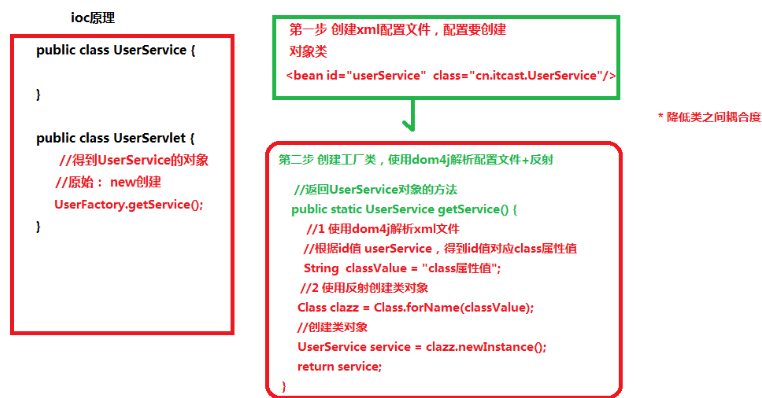 ioc原理
public class UserService {
}
public class UserServlet {
//得到UserService的对象
//原始： new创建
UserFactory.getService();
}
第一步 创建xml配置文件，配置要创建
对象类
<bean id="userService" class="cn.itcast.UserService"/>
* 降低类之间耦合度
第二步 创建工厂类，使用dom4j解析配置文件+反射
//返回UserService对象的方法
public static UserService getService() {
//1 使用dom4j解析xml文件
//根据id值 userService，得到id值对应class属性值
String classValue = "class属性值";
//2 使用反射创建类对象
Class clazz = Class.forName(classValue);
//创建类对象
UserService service = clazz.newInstance();
return service;
}